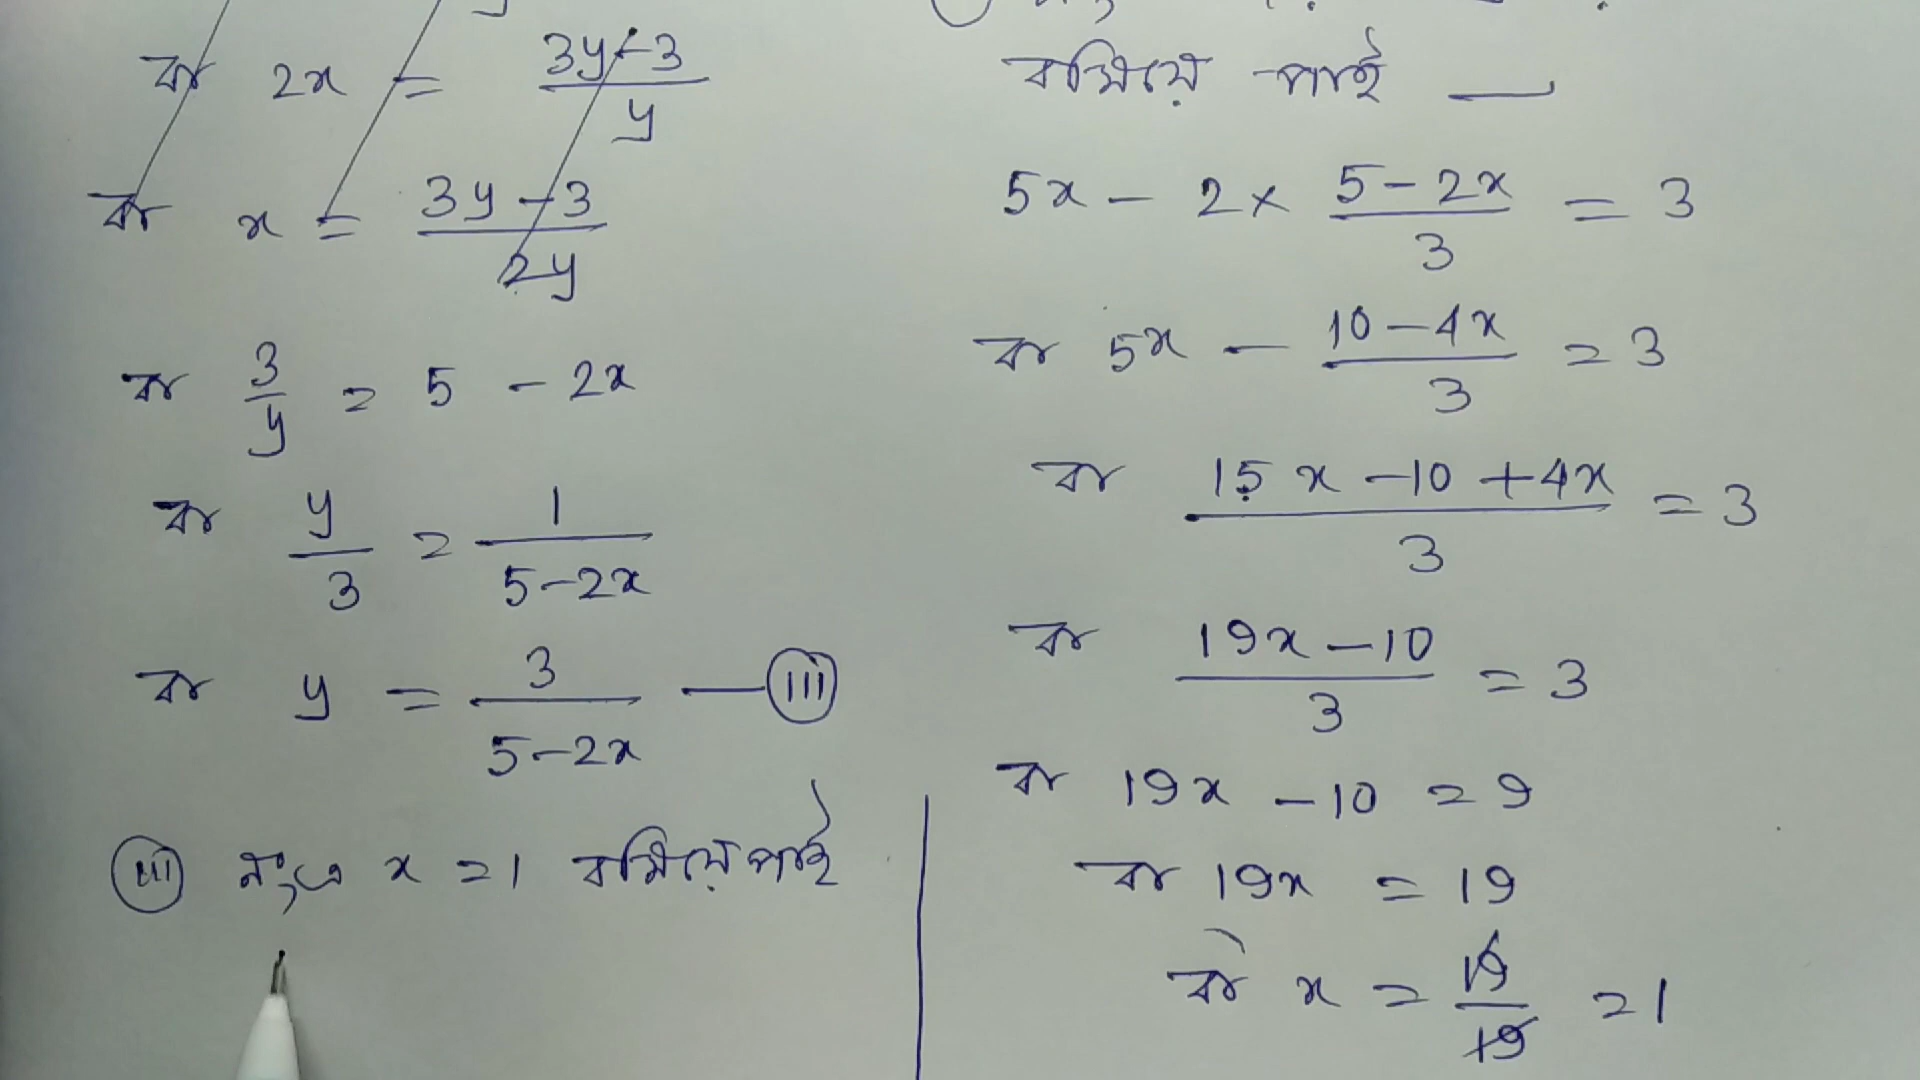 বা 2x = (3y-3)/y
বা x = (3y-3)/2y
বা 3/y = 5 - 2x
বা y/3 = 1/(5-2x)
বা y = 3/(5-2x) — (iii)
(iii) নং এ x = 1 বসিয়ে পাই
বসিয়ে পাই —
5x - 2 × (5-2x)/3 = 3
বা 5x - (10-4x)/3 = 3
বা (15x - 10 + 4x)/3 = 3
বা (19x - 10)/3 = 3
বা 19x - 10 = 9
বা 19x = 19
বা x = 19/19 = 1